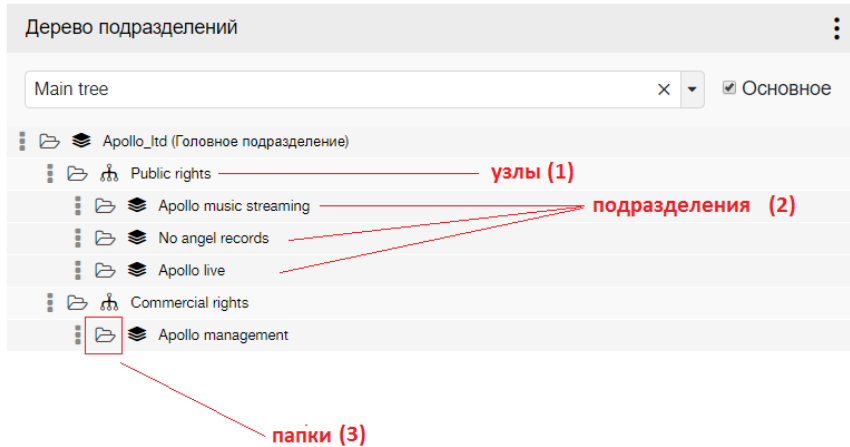 Дерево подразделений
Main tree
Основное
Apollo_ltd (Головное подразделение)
Public rights
узлы (1)
Apollo music streaming
подразделения (2)
No angel records
Apollo live
Commercial rights
Apollo management
папки (3)